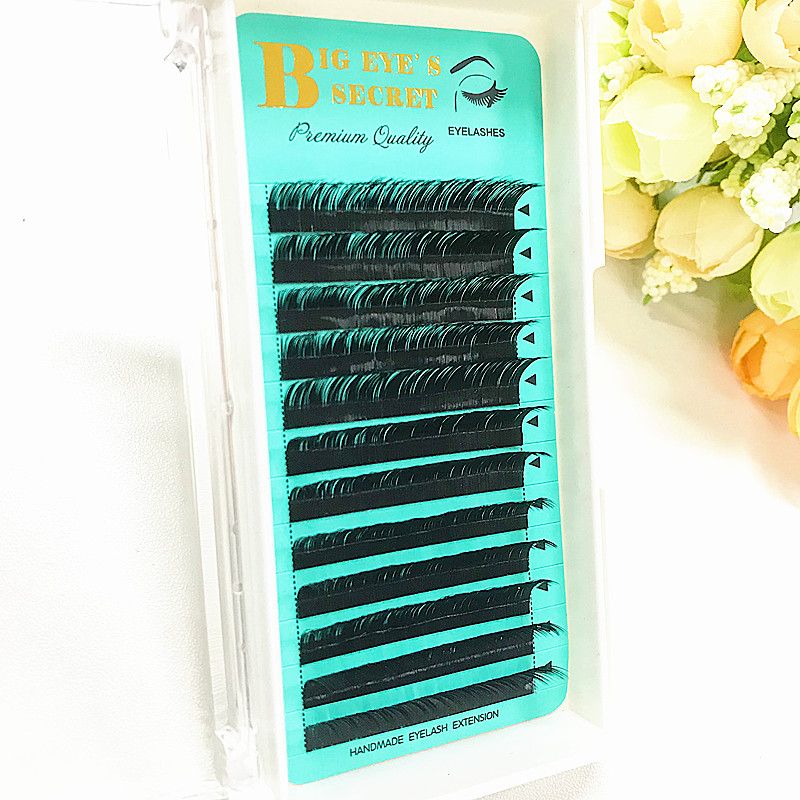 BIG EYE'S
SECRET
Premium Quality
EYELASHES
HANDMADE EYELASH EXTENSION